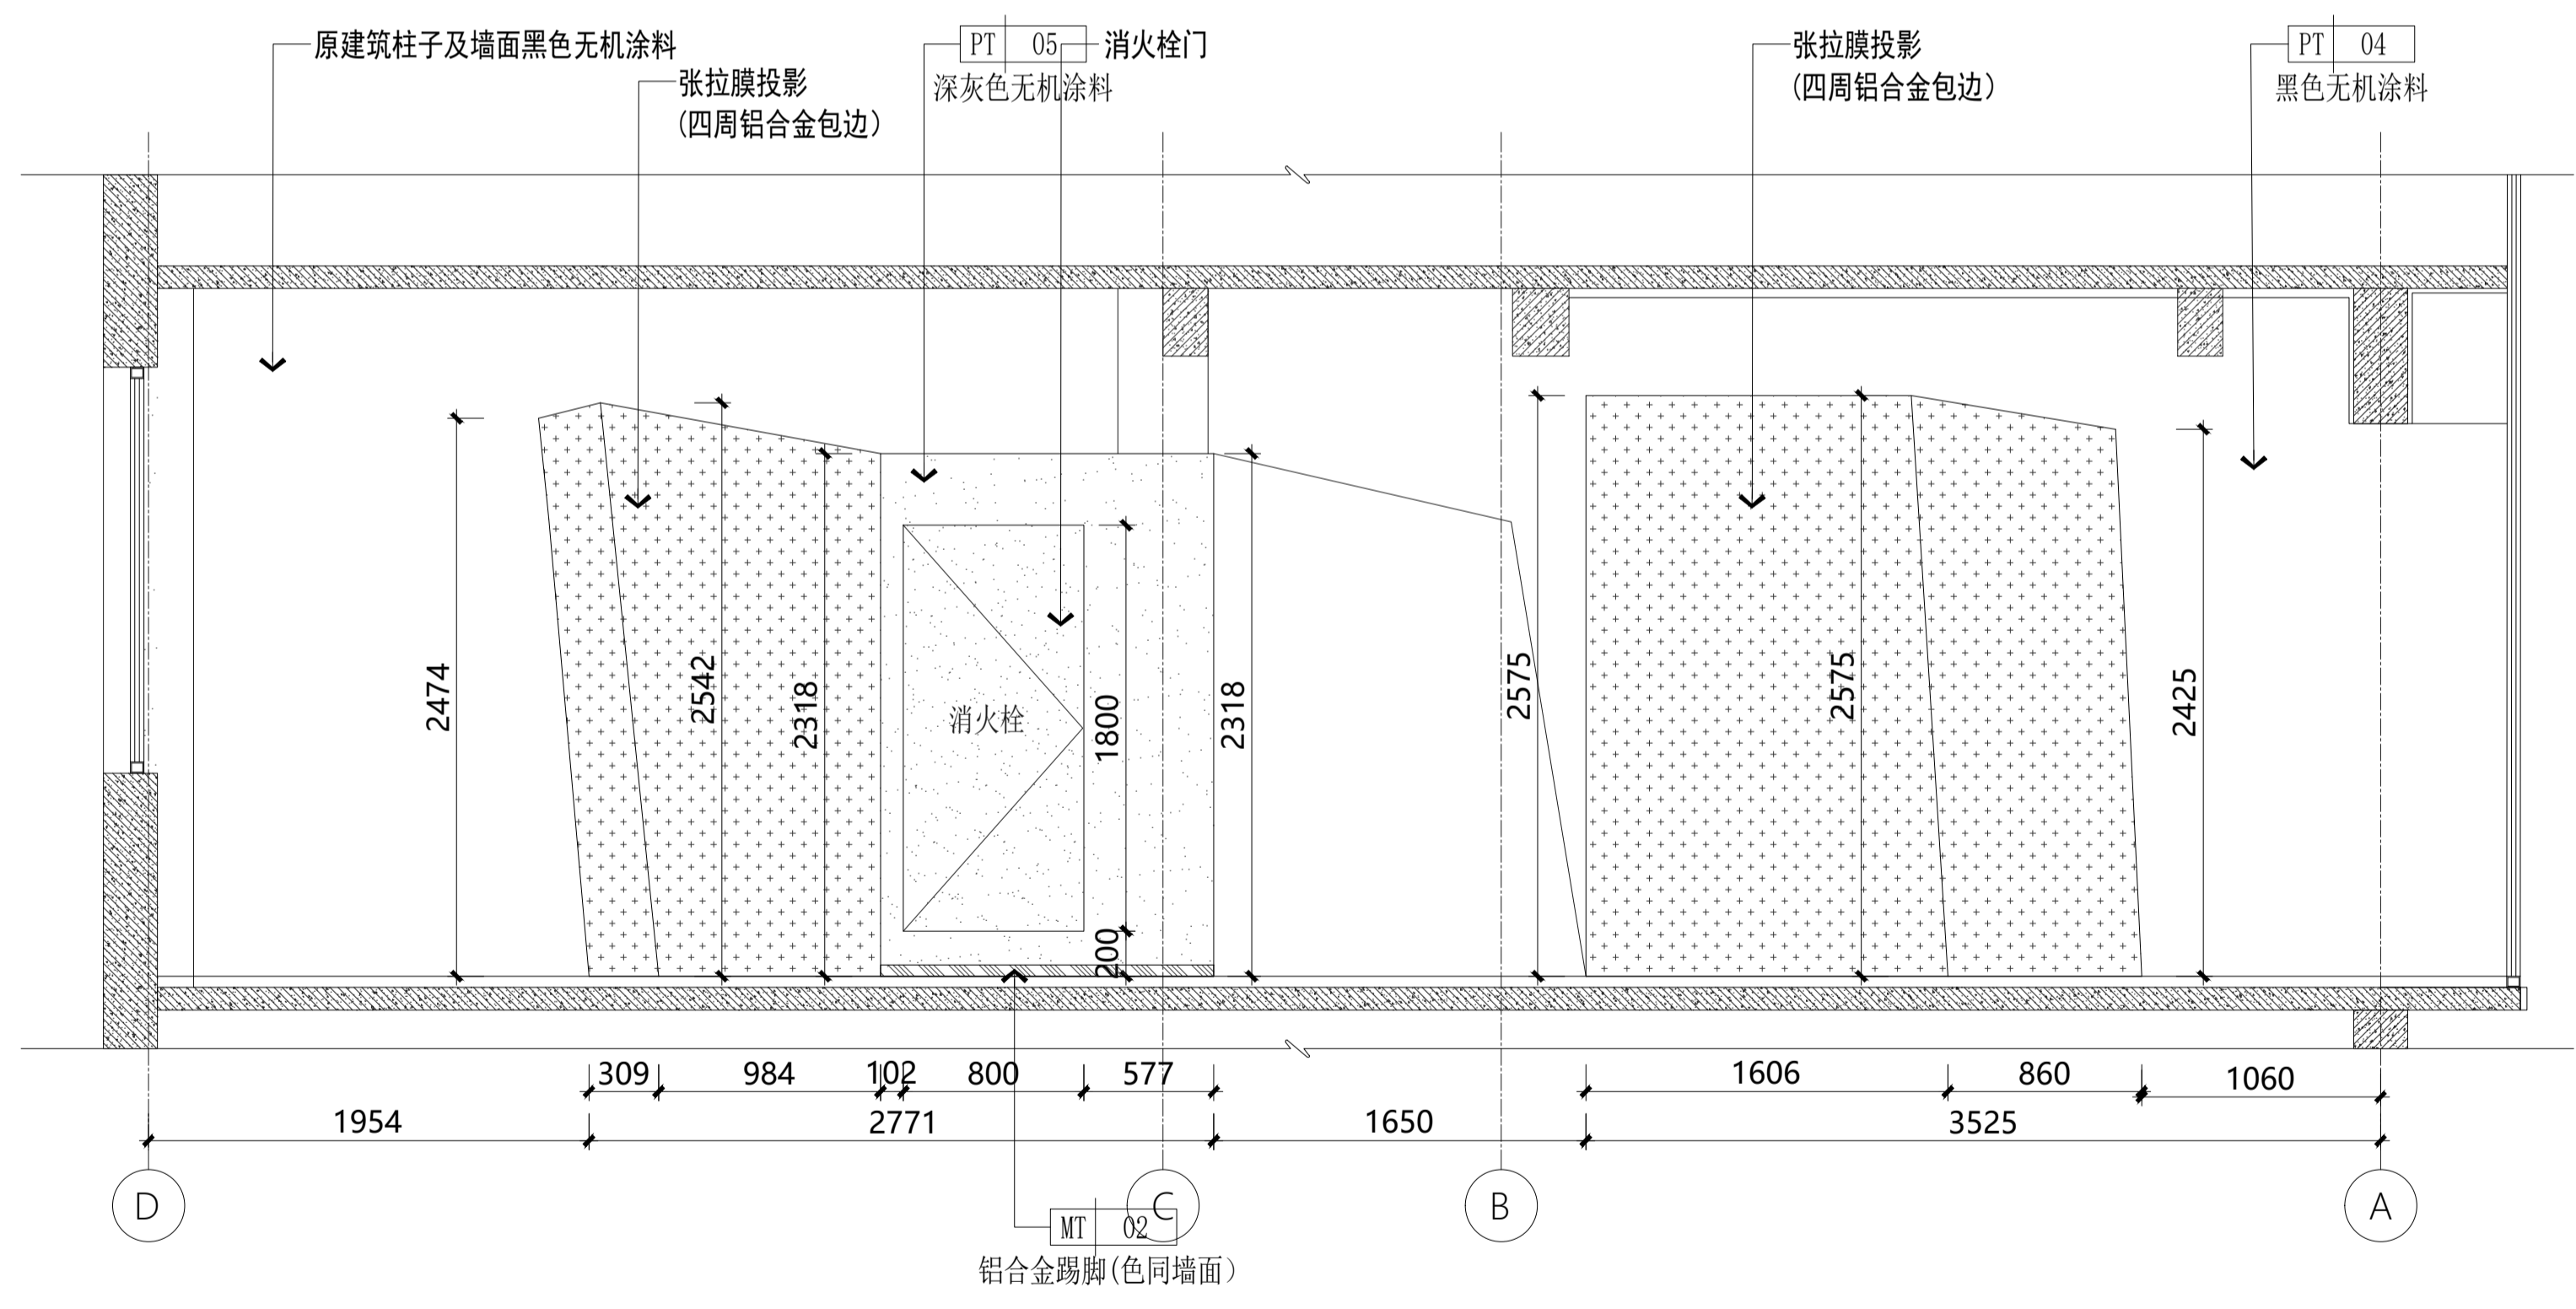 原建筑柱子及墙面黑色无机涂料
张拉膜投影
(四周铝合金包边)
PT 05
深灰色无机涂料
消火栓门
张拉膜投影
(四周铝合金包边)
PT 04
黑色无机涂料
2474
2542
2318
消火栓
1800
200
2318
2575
2575
2425
309 984 102 800 577 1606 860 1060
1954 2771 1650 3525
D C B A
MT 02
铝合金踢脚(色同墙面)